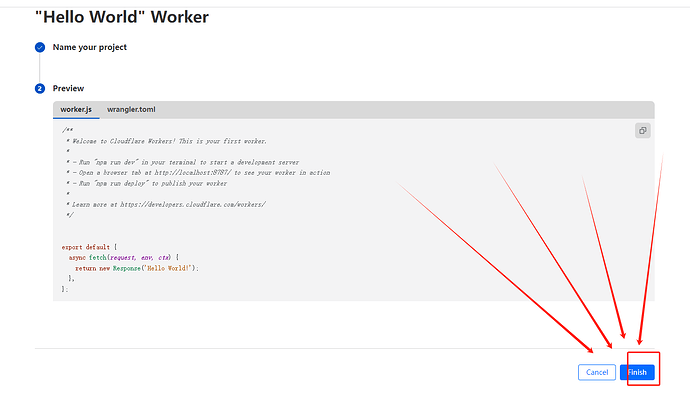 "Hello World" Worker
Name your project
2 Preview
worker.js wrangler.toml
/**
* Welcome to Cloudflare Workers! This is your first worker.
*
* - Run "npm run dev" in your terminal to start a development server
* - Open a browser tab at http://localhost:8787/ to see your worker in action
* - Run "npm run deploy" to publish your worker
*
* Learn more at https://developers.cloudflare.com/workers/
*/
export default {
async fetch(request, env, ctx) {
return new Response('Hello World!');
},
};
Cancel Finish